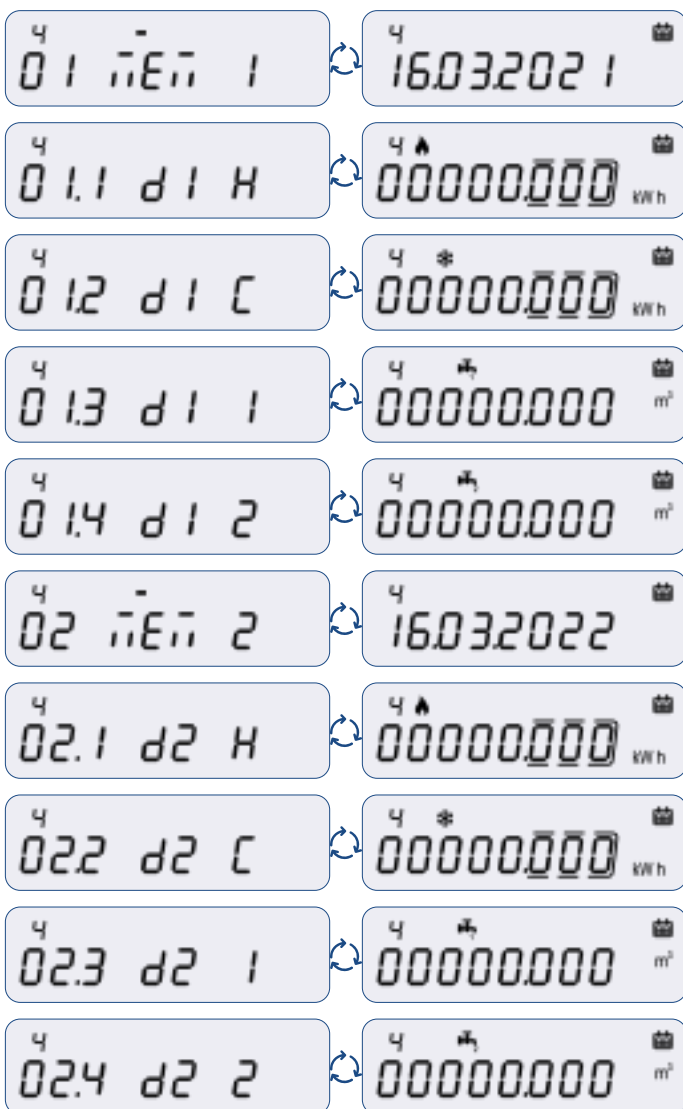 4
01 MEM 1
4
16.03.2021
4
01.1 d1 H
4
00000.000 kWh
4
01.2 d1 C
4
00000.000 kWh
4
01.3 d1 1
4
00000.000 m³
4
01.4 d1 2
4
00000.000 m³
4
02 MEM 2
4
16.03.2022
4
02.1 d2 H
4
00000.000 kWh
4
02.2 d2 C
4
00000.000 kWh
4
02.3 d2 1
4
00000.000 m³
4
02.4 d2 2
4
00000.000 m³